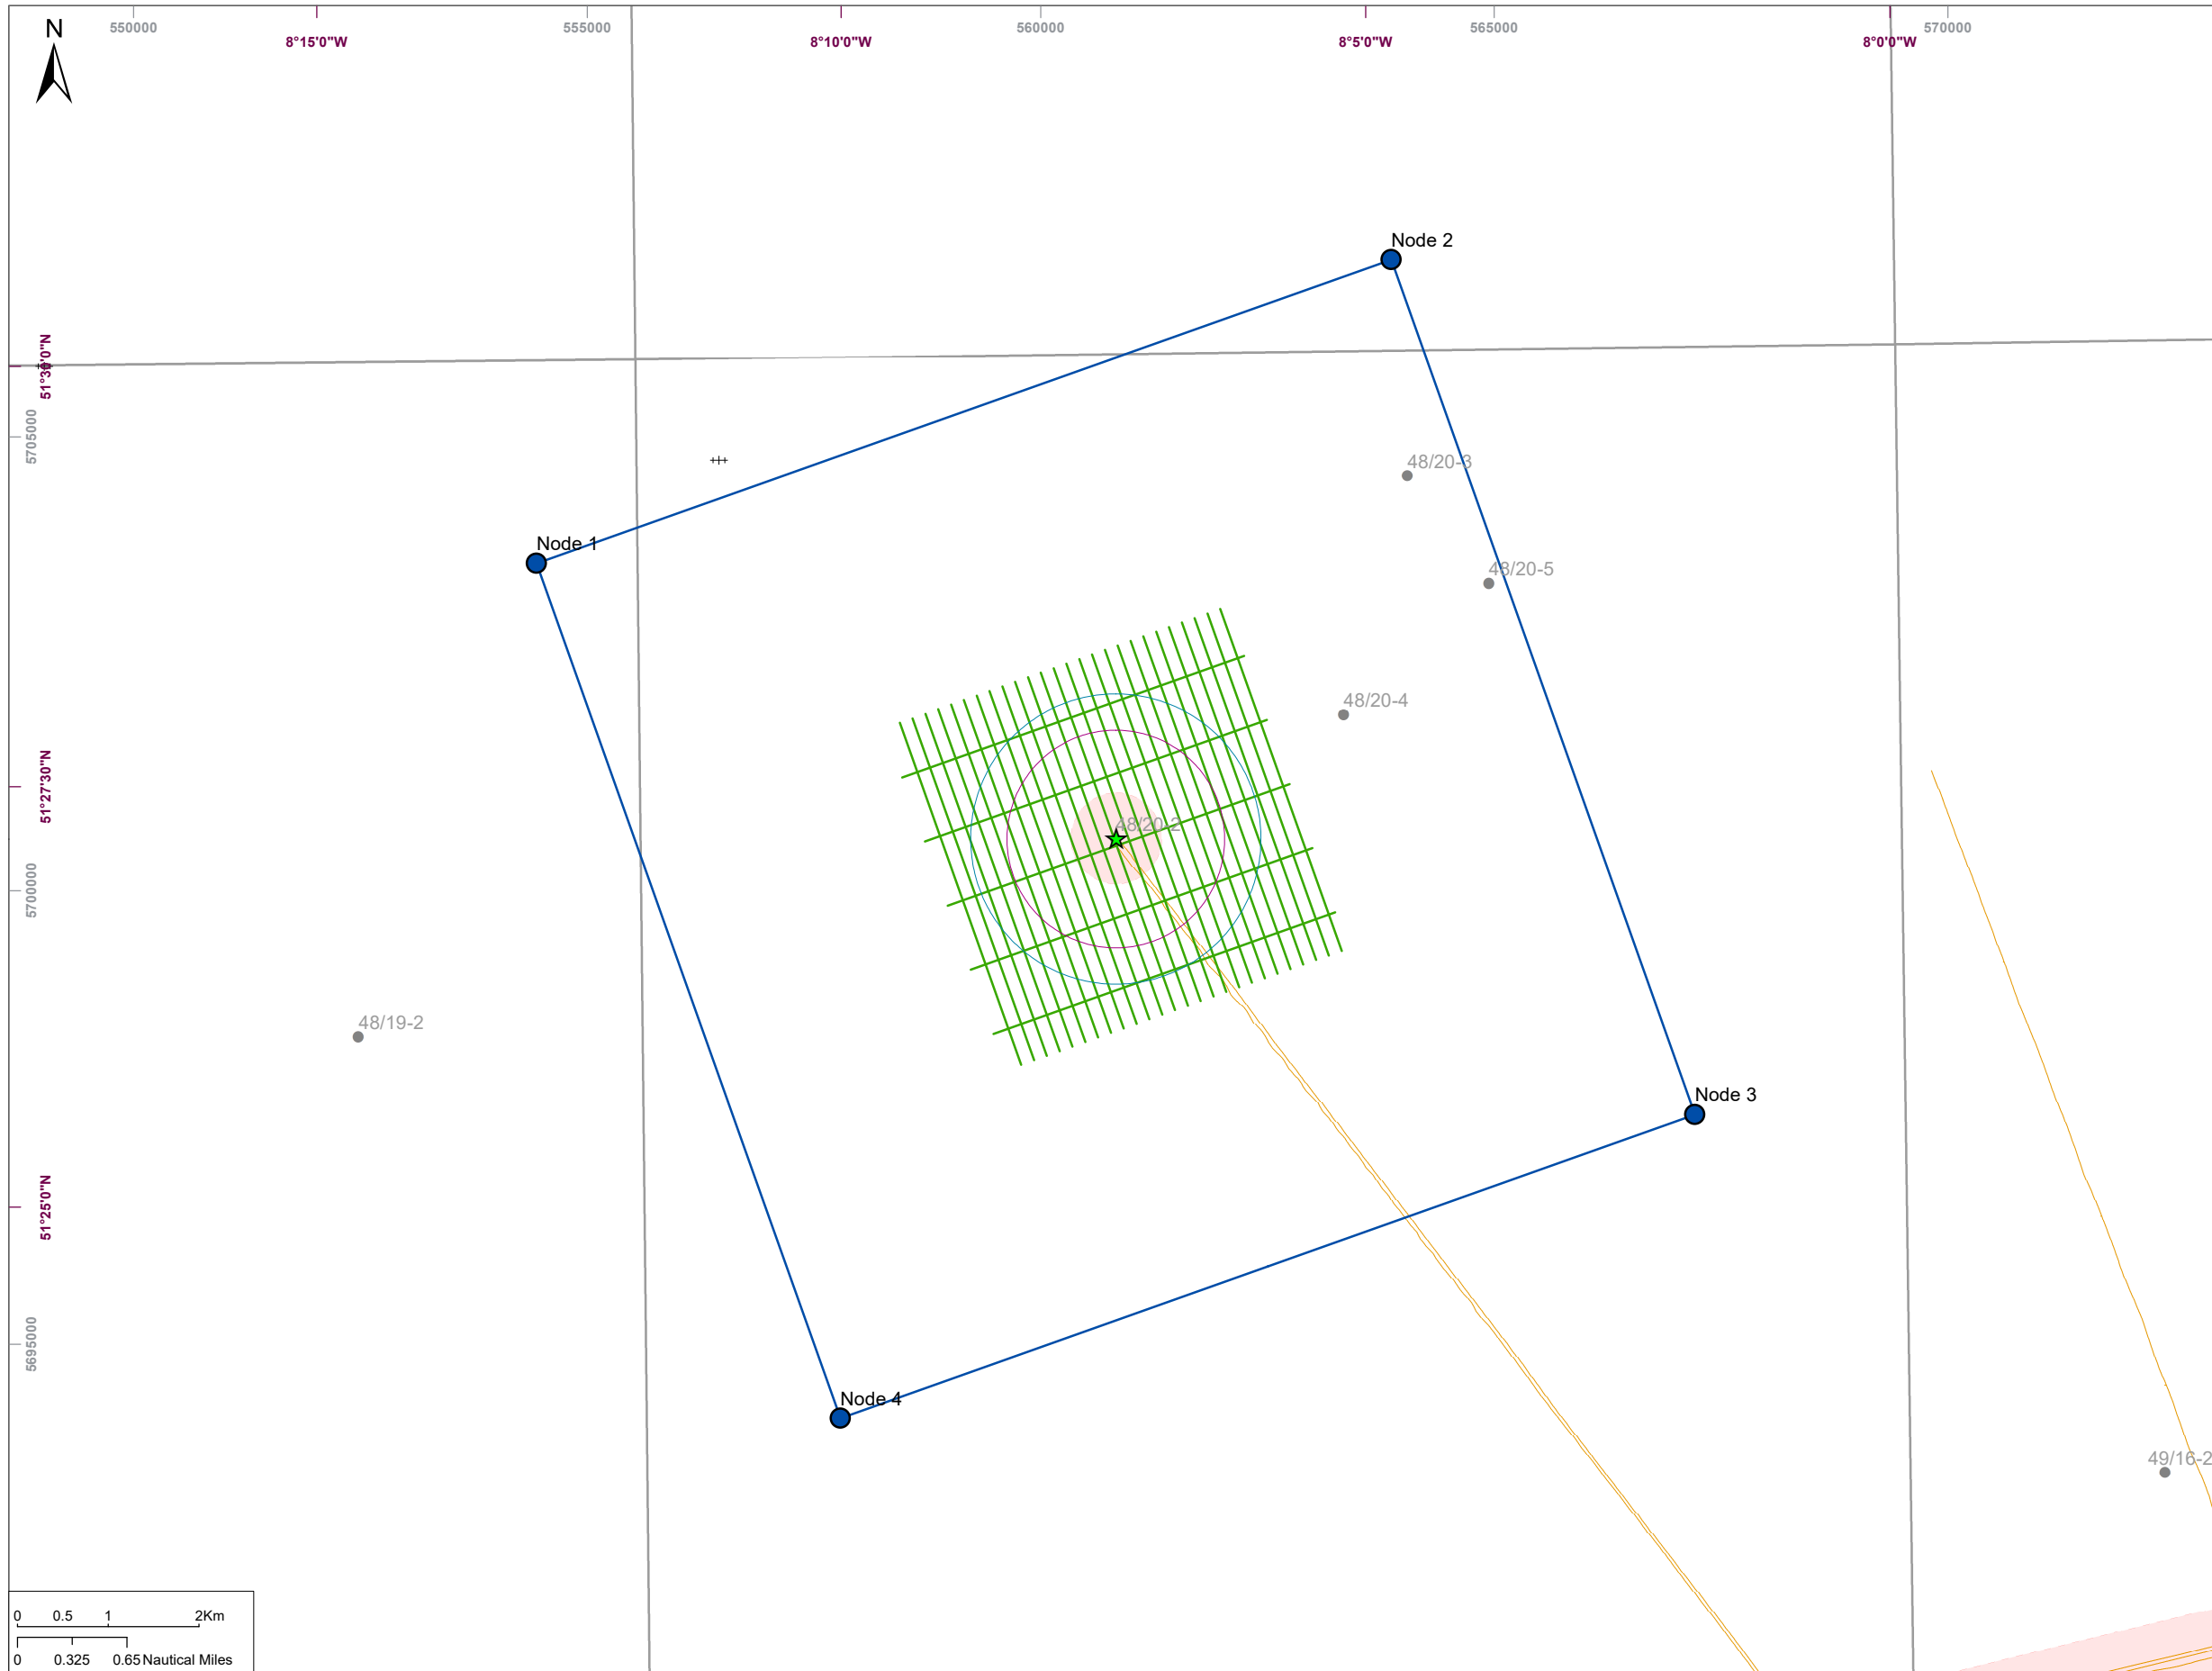 550000
555000
560000
565000
570000
8°15'0"W
8°10'0"W
8°5'0"W
8°0'0"W
N
Node 2
51°30'0"N
5705000
48/20-3
Node 1
48/20-5
48/20-4
51°27'30"N
48/20-2
5700000
48/19-2
Node 3
51°25'0"N
5695000
Node 4
49/16-2
0 0.5 1 2Km
0 0.325 0.65 Nautical Miles